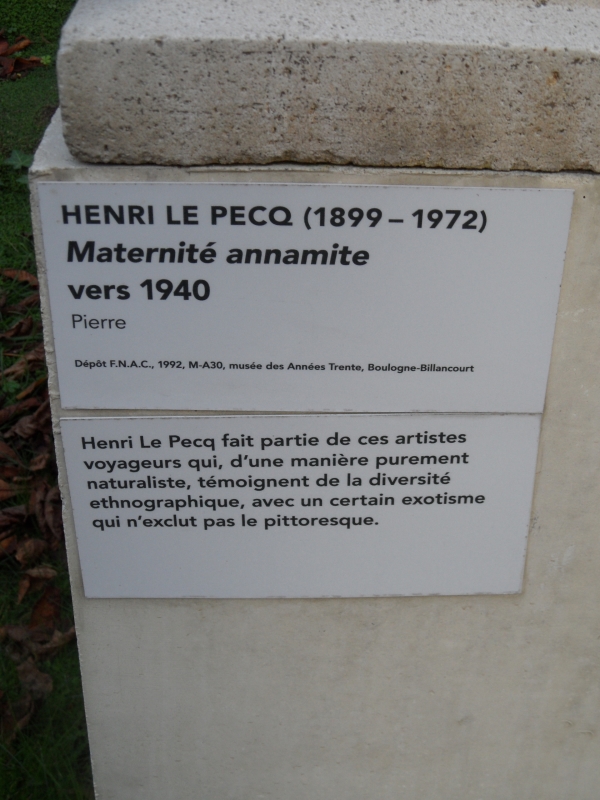 HENRI LE PECQ (1899 – 1972)
Maternité annamite
vers 1940
Pierre
Dépôt F.N.A.C., 1992, M-A30, musée des Années Trente, Boulogne-Billancourt
Henri Le Pecq fait partie de ces artistes
voyageurs qui, d'une manière purement
naturaliste, témoignent de la diversité
ethnographique, avec un certain exotisme
qui n'exclut pas le pittoresque.